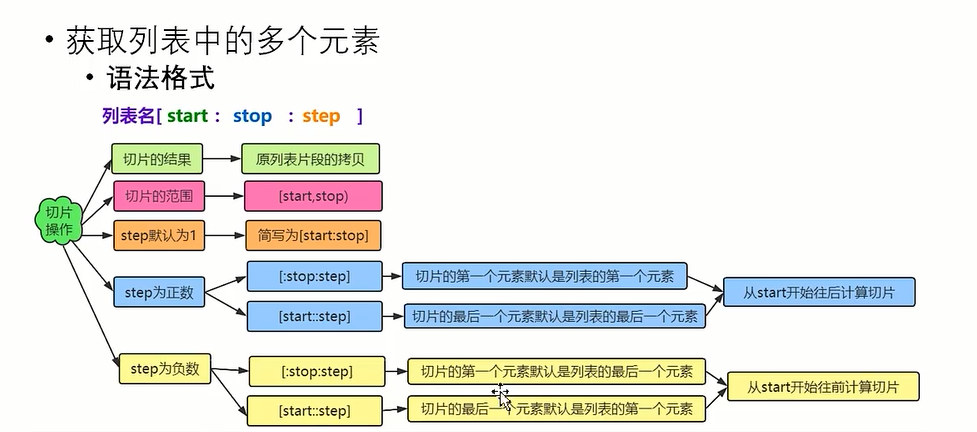 获取列表中的多个元素
语法格式
列表名[ start : stop : step ]
切片操作
切片的结果
原列表片段的拷贝
切片的范围
[start,stop)
step默认为1
简写为[start:stop]
step为正数
[:stop:step]
切片的第一个元素默认是列表的第一个元素
[start::step]
切片的最后一个元素默认是列表的最后一个元素
从start开始往后计算切片
step为负数
[:stop:step]
切片的第一个元素默认是列表的最后一个元素
[start::step]
切片的最后一个元素默认是列表的第一个元素
从start开始往前计算切片